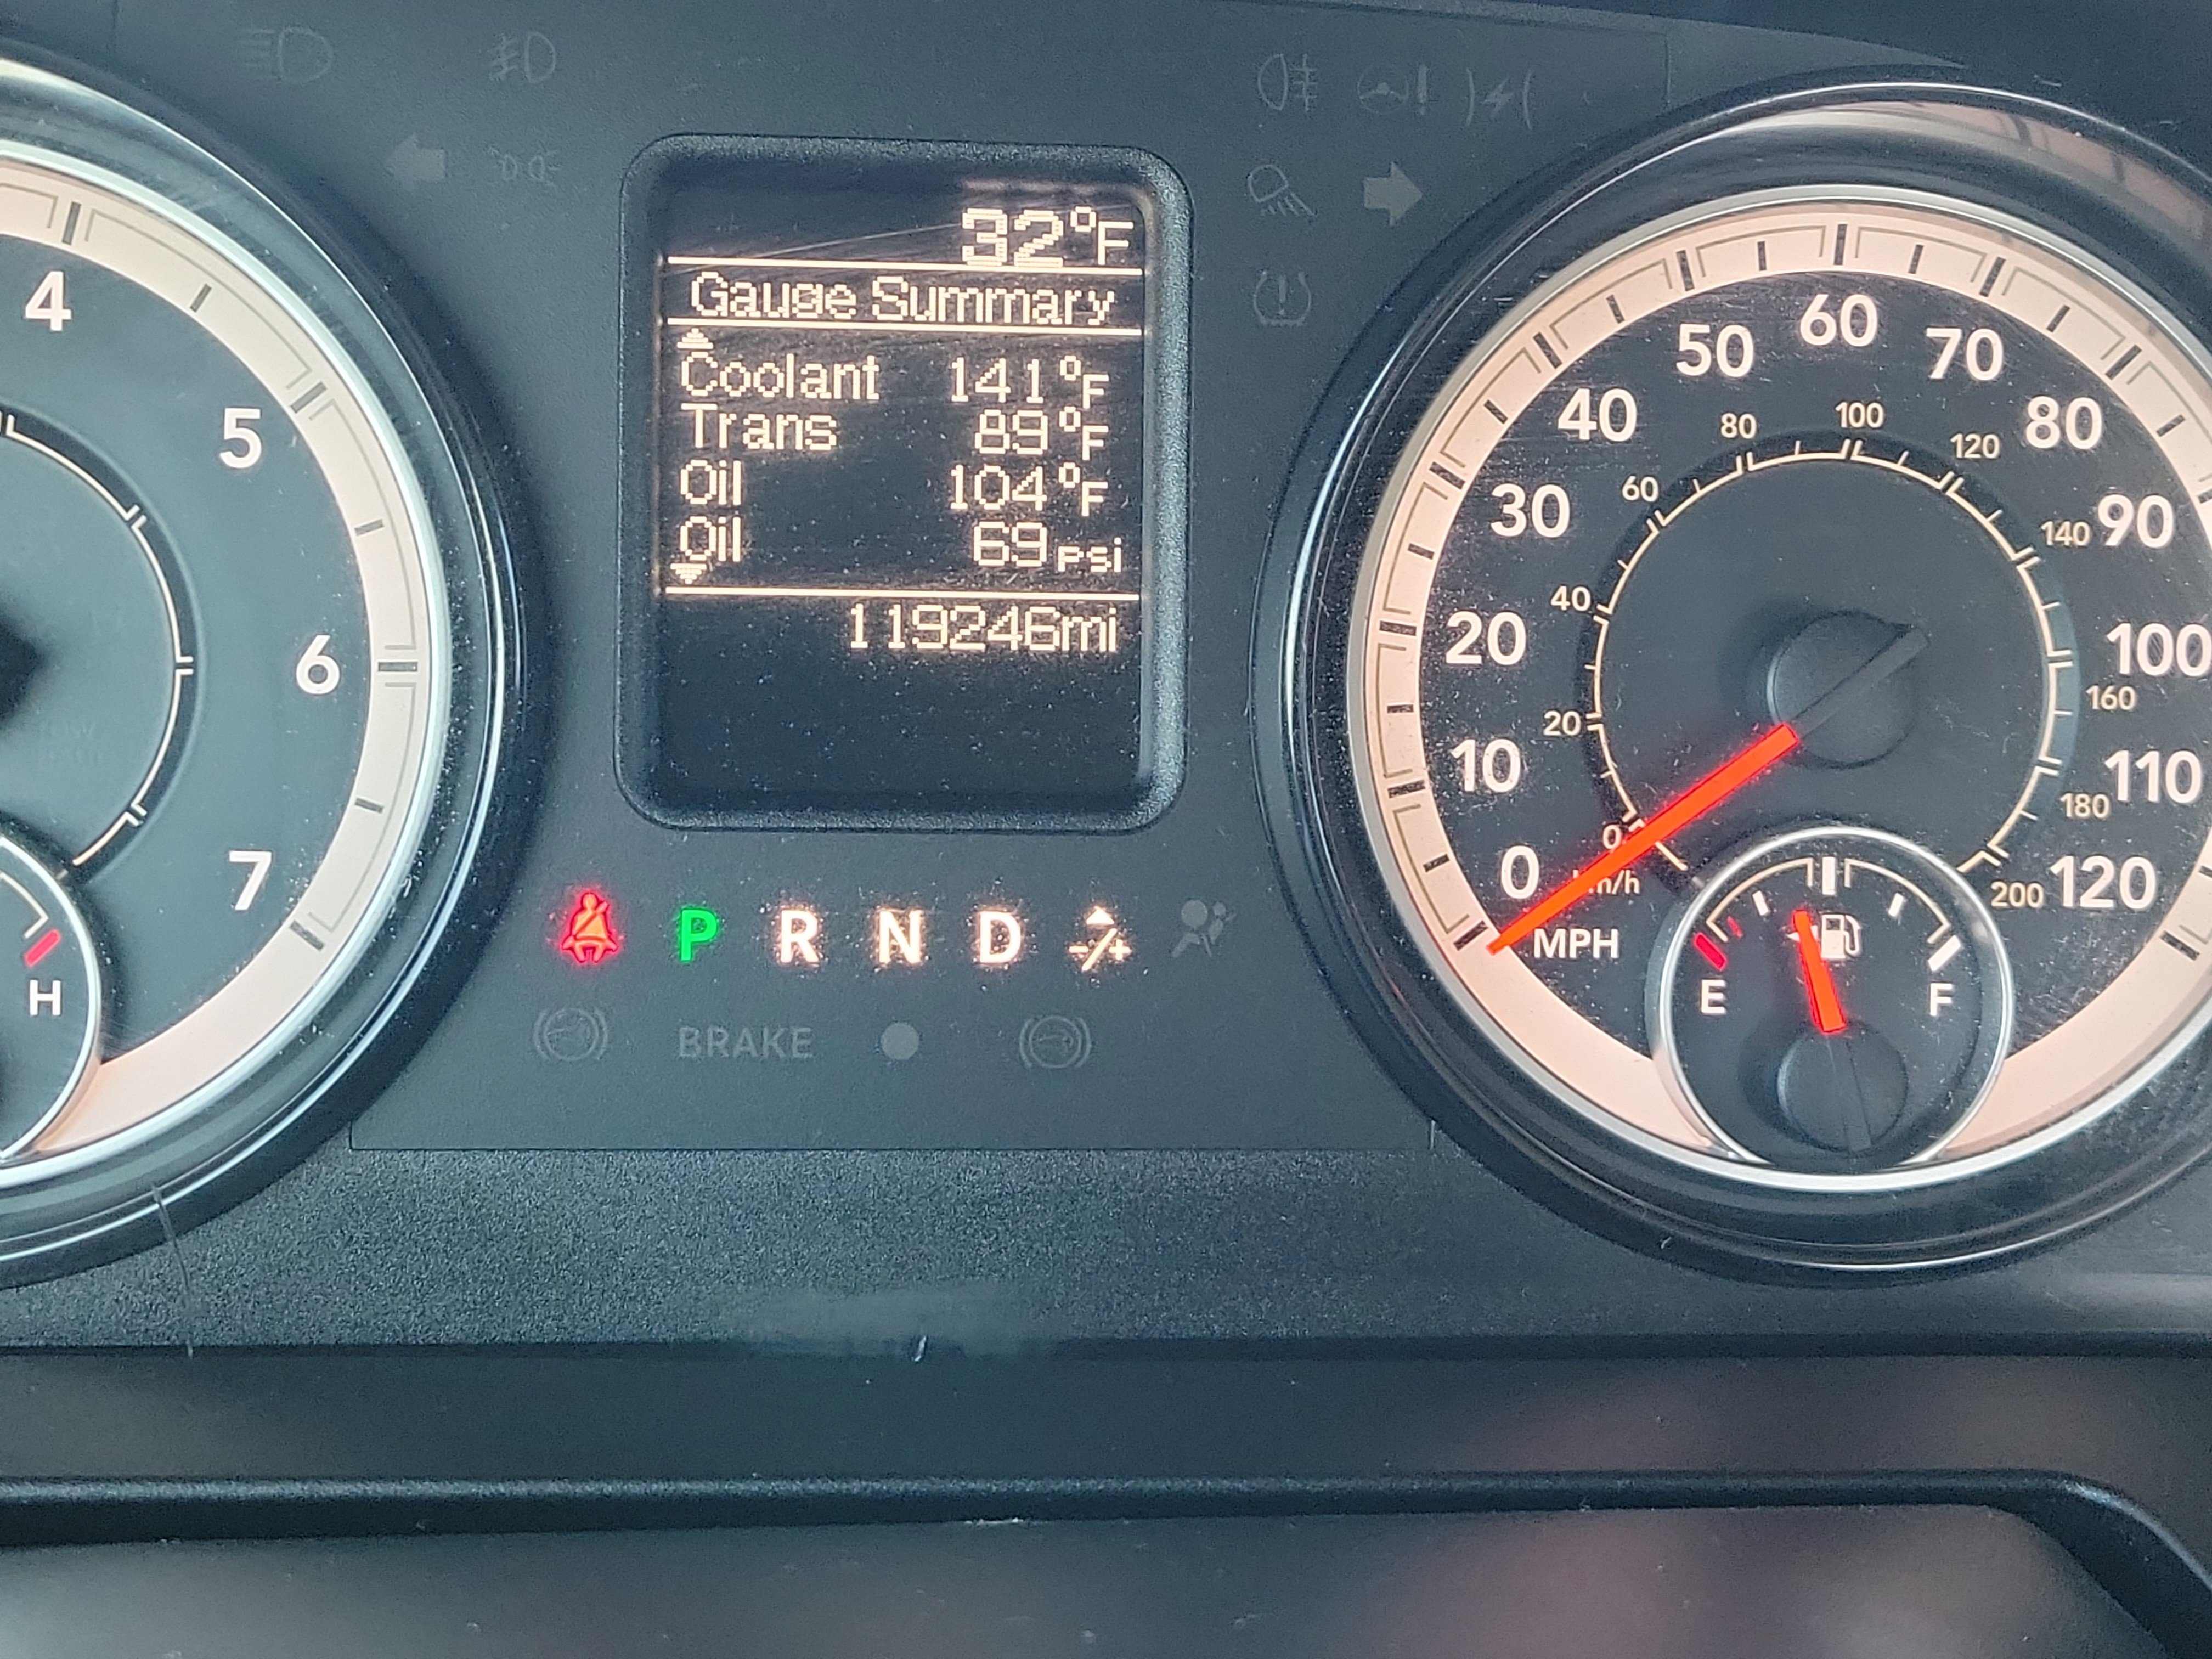 32°F
Gauge Summary
Coolant 141°F
Trans 89°F
Oil 104°F
Oil 69psi
119246mi
P R N D -/+
BRAKE
4
5
6
7
H
0 10 20 30 40 50 60 70 80 90 100 110 120
MPH
0 20 40 60 80 100 120 140 160 180 200
km/h
E F